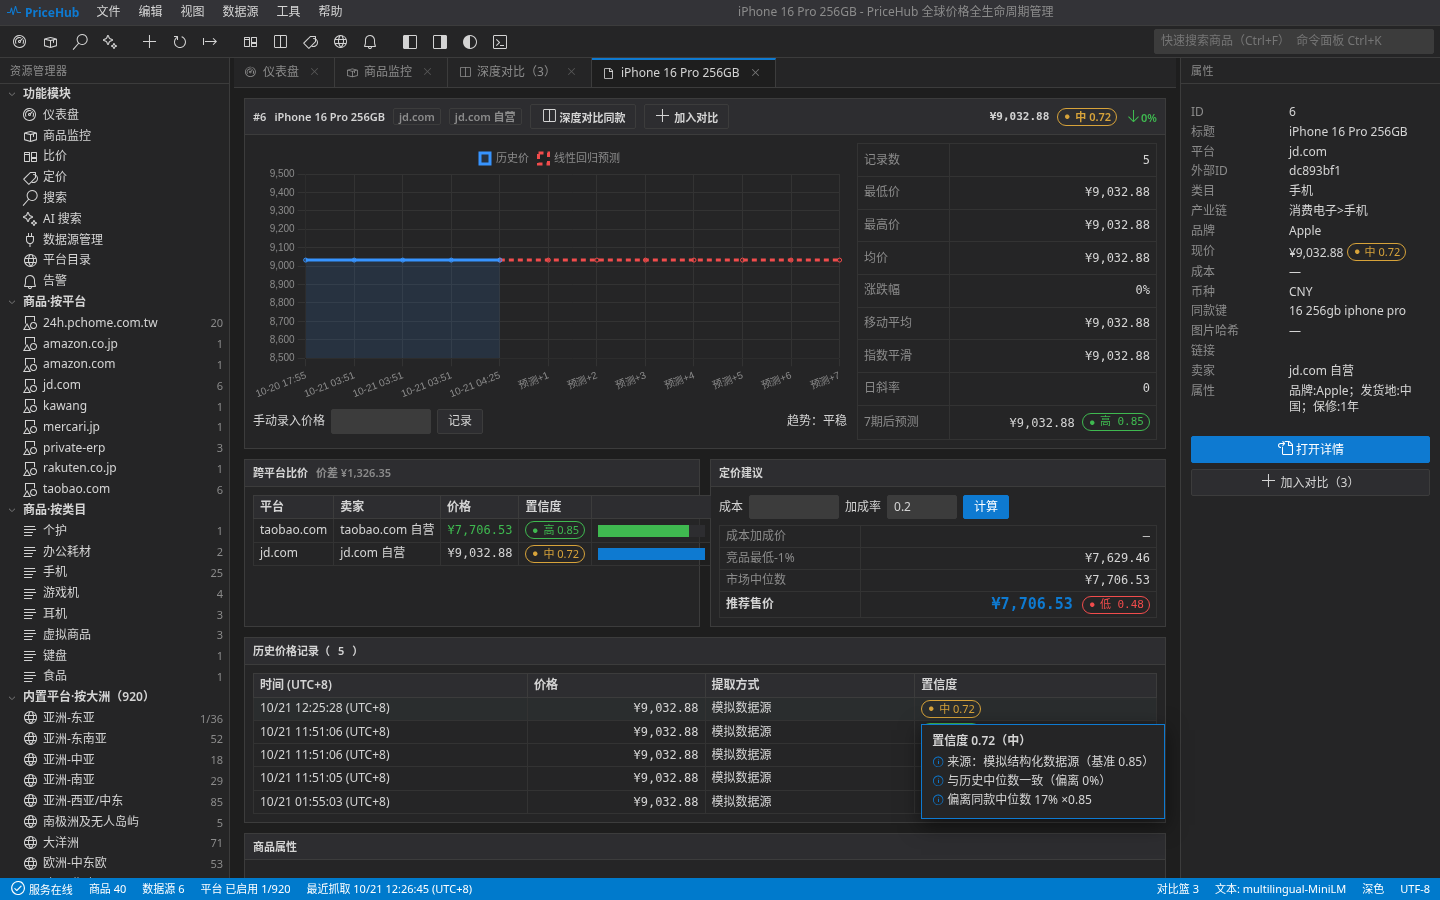 PriceHub 文件 编辑 视图 数据源 工具 帮助 iPhone 16 Pro 256GB - PriceHub 全球价格全生命周期管理
快速搜索商品（Ctrl+F） 命令面板 Ctrl+K
资源管理器
功能模块
仪表盘
商品监控
比价
定价
搜索
AI 搜索
数据源管理
平台目录
告警
商品·按平台
24h.pchome.com.tw 20
amazon.co.jp 1
amazon.com 1
jd.com 6
kawang 1
mercari.jp 1
private-erp 3
rakuten.co.jp 1
taobao.com 6
商品·按类目
个护 1
办公耗材 2
手机 25
游戏机 4
耳机 3
虚拟商品 3
键盘 1
食品 1
内置平台·按大洲（920）
亚洲-东亚 1/36
亚洲-东南亚 52
亚洲-中亚 18
亚洲-南亚 29
亚洲-西亚/中东 85
南极洲及无人岛屿 5
大洋洲 71
欧洲-中东欧 53
仪表盘 商品监控 深度对比（3） iPhone 16 Pro 256GB
#6 iPhone 16 Pro 256GB jd.com jd.com 自营 深度对比同款 加入对比 ¥9,032.88 中 0.72 0%
历史价 线性回归预测
9,500
9,400
9,300
9,200
9,100
9,000
8,900
8,800
8,700
8,600
8,500
10-20 17:55 10-21 03:51 10-21 03:51 10-21 03:51 10-21 04:25 预测+1 预测+2 预测+3 预测+4 预测+5 预测+6 预测+7
手动录入价格 记录 趋势：平稳
记录数 5
最低价 ¥9,032.88
最高价 ¥9,032.88
均价 ¥9,032.88
涨跌幅 0%
移动平均 ¥9,032.88
指数平滑 ¥9,032.88
日斜率 0
7期后预测 ¥9,032.88 高 0.85
跨平台比价 价差 ¥1,326.35
平台 卖家 价格 置信度
taobao.com taobao.com 自营 ¥7,706.53 高 0.85
jd.com jd.com 自营 ¥9,032.88 中 0.72
定价建议
成本 加成率 0.2 计算
成本加成价 —
竞品最低-1% ¥7,629.46
市场中位数 ¥7,706.53
推荐售价 ¥7,706.53 低 0.48
历史价格记录（ 5 ）
时间 (UTC+8) 价格 提取方式 置信度
10/21 12:25:28 (UTC+8) ¥9,032.88 模拟数据源 中 0.72
10/21 11:51:06 (UTC+8) ¥9,032.88 模拟数据源
10/21 11:51:06 (UTC+8) ¥9,032.88 模拟数据源
10/21 11:51:05 (UTC+8) ¥9,032.88 模拟数据源
10/21 01:55:03 (UTC+8) ¥9,032.88 模拟数据源
置信度 0.72（中）
来源：模拟结构化数据源（基准 0.85）
与历史中位数一致（偏离 0%）
偏离同款中位数 17% ×0.85
商品属性
属性
ID 6
标题 iPhone 16 Pro 256GB
平台 jd.com
外部ID dc893bf1
类目 手机
产业链 消费电子>手机
品牌 Apple
现价 ¥9,032.88 中 0.72
成本 —
币种 CNY
同款键 16 256gb iphone pro
图片哈希 —
链接
卖家 jd.com 自营
属性 品牌:Apple；发货地:中
国；保修:1年
打开详情
加入对比（3）
服务在线 商品 40 数据源 6 平台 已启用 1/920 最近抓取 10/21 12:26:45 (UTC+8) 对比篮 3 文本: multilingual-MiniLM 深色 UTF-8